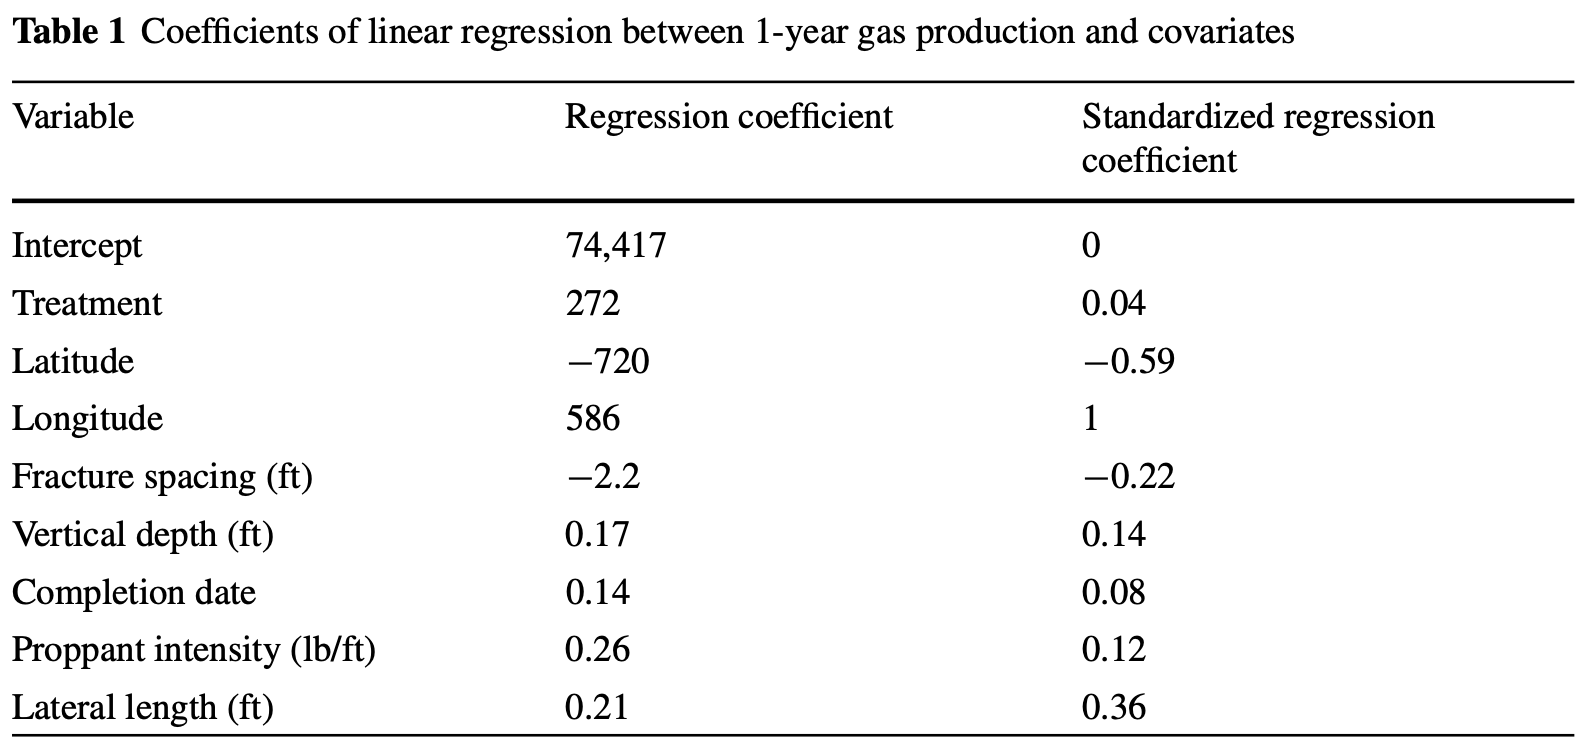 Table 1 Coefficients of linear regression between 1-year gas production and covariates
Variable Regression coefficient Standardized regression
coefficient
Intercept 74,417 0
Treatment 272 0.04
Latitude −720 −0.59
Longitude 586 1
Fracture spacing (ft) −2.2 −0.22
Vertical depth (ft) 0.17 0.14
Completion date 0.14 0.08
Proppant intensity (lb/ft) 0.26 0.12
Lateral length (ft) 0.21 0.36